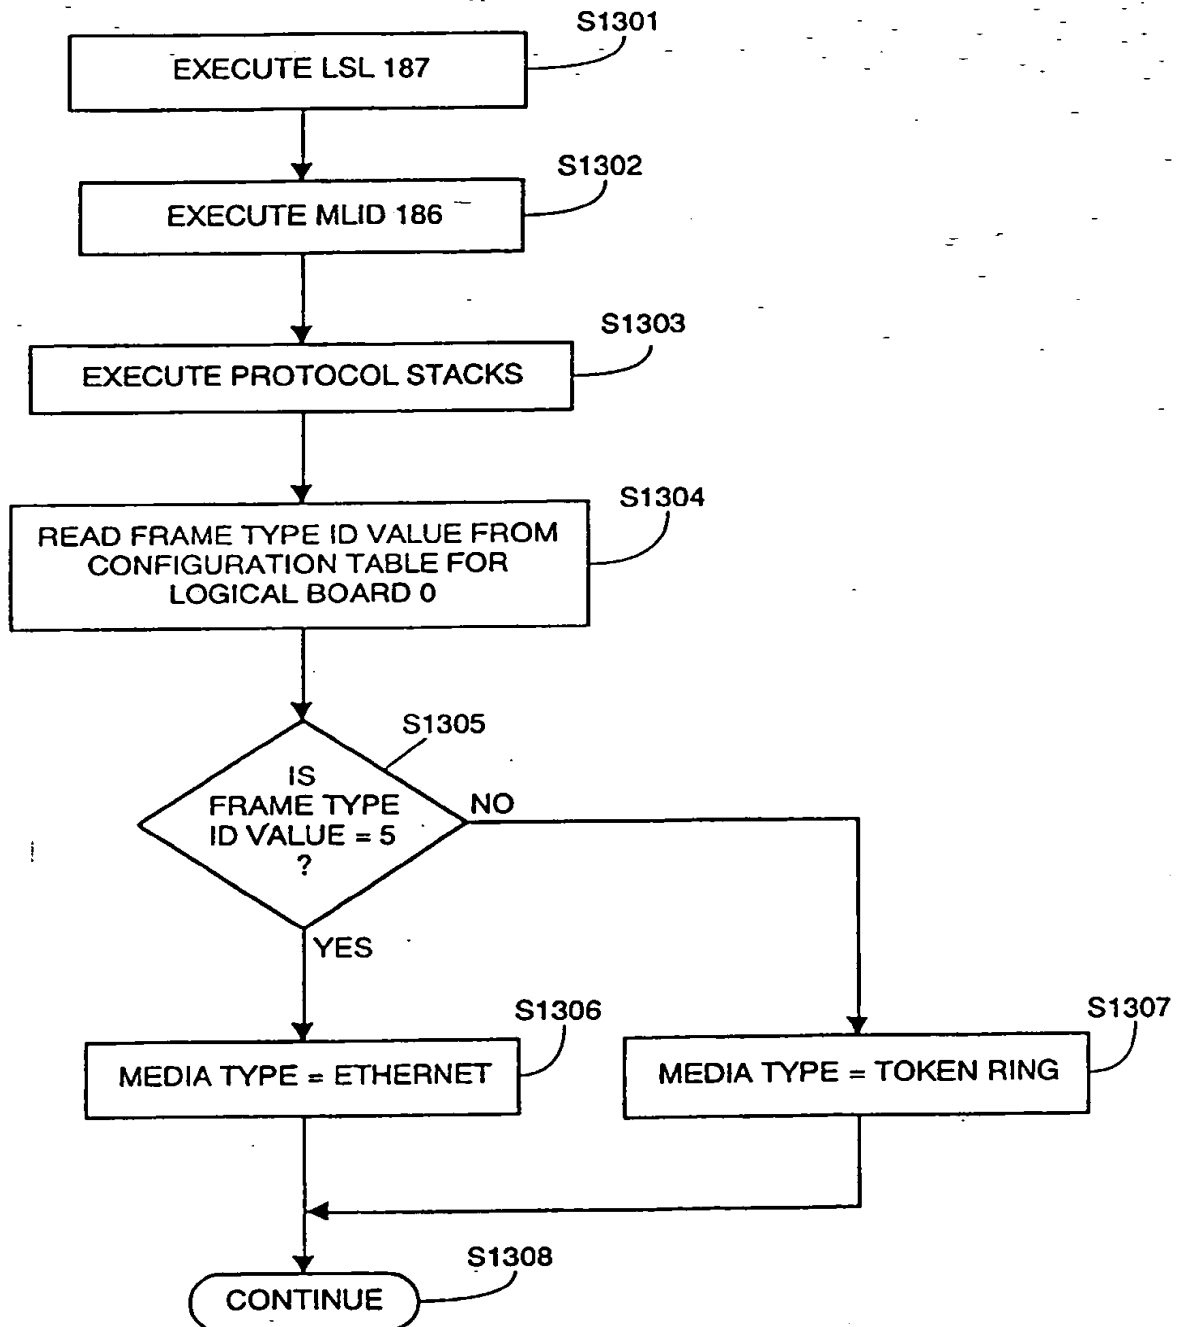 S1301
EXECUTE LSL 187
S1302
EXECUTE MLID 186
S1303
EXECUTE PROTOCOL STACKS
S1304
READ FRAME TYPE ID VALUE FROM
CONFIGURATION TABLE FOR
LOGICAL BOARD 0
S1305
IS
FRAME TYPE
ID VALUE = 5
?
NO
YES
S1306
MEDIA TYPE = ETHERNET
S1307
MEDIA TYPE = TOKEN RING
S1308
CONTINUE